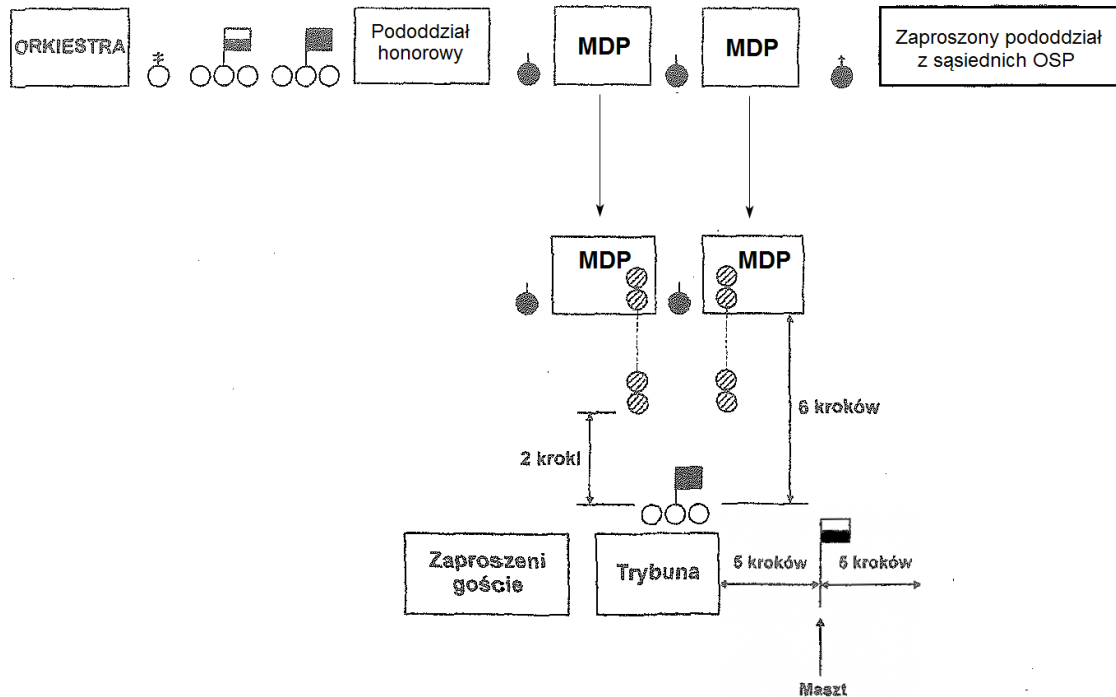 ORKIESTRA
Pododdział
honorowy
MDP
MDP
Zaproszony pododdział
z sąsiednich OSP
MDP
MDP
6 kroków
2 kroki
Zaproszeni
goście
Trybuna
5 kroków
5 kroków
Maszt